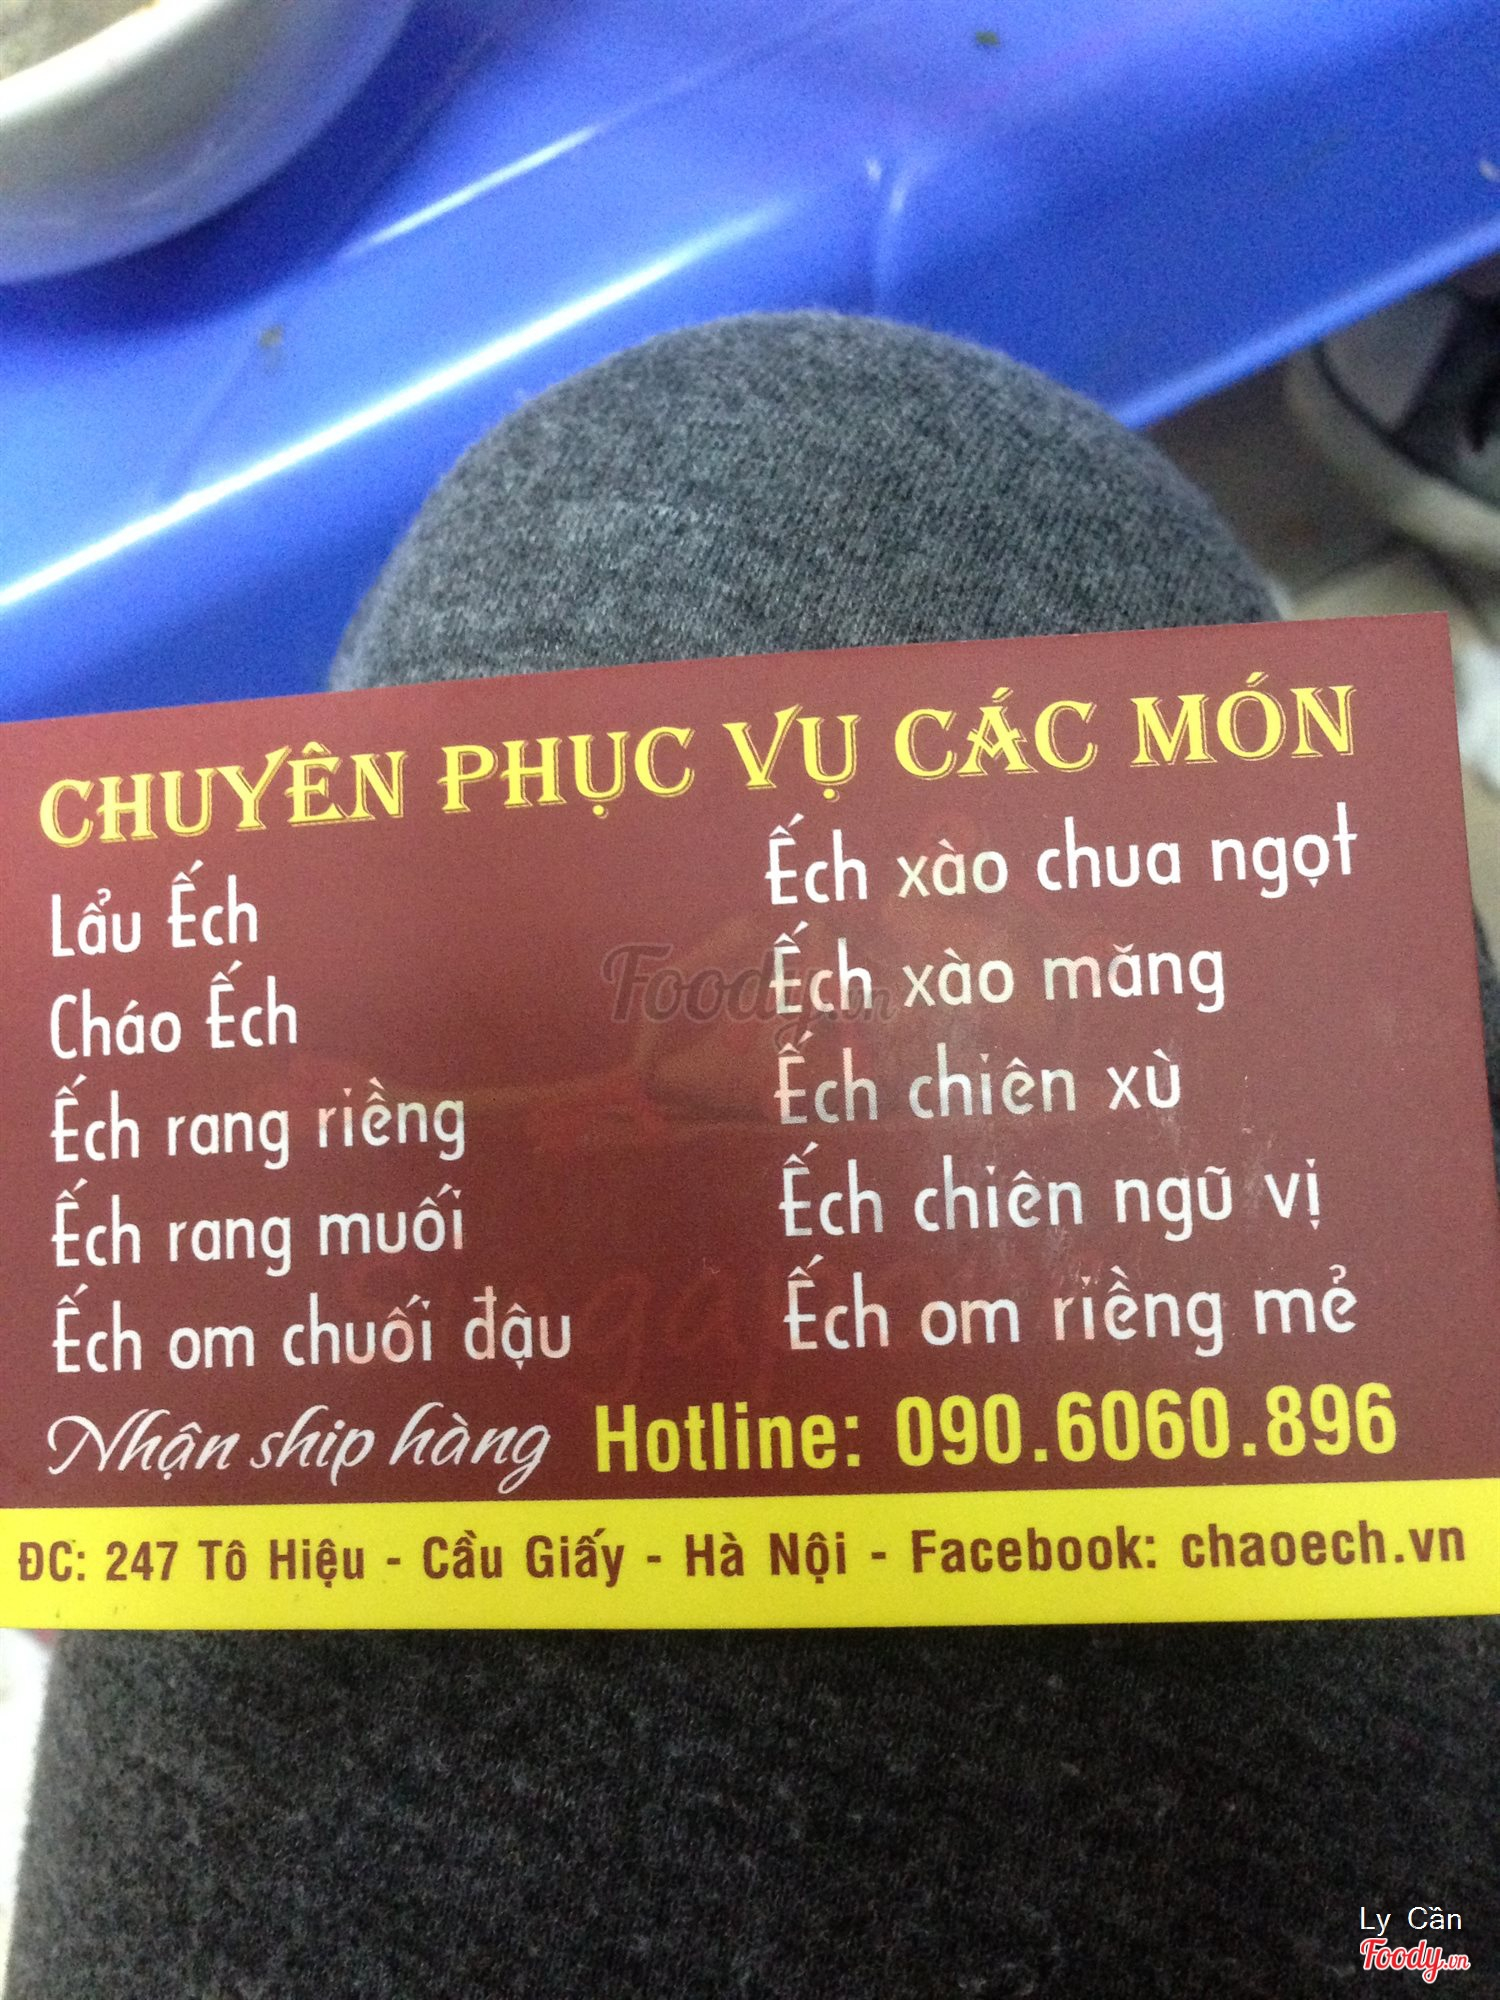 CHUYÊN PHỤC VỤ CÁC MÓN
Lẩu Ếch
Cháo Ếch
Ếch rang riềng
Ếch rang muối
Ếch om chuối đậu
Ếch xào chua ngọt
Ếch xào măng
Ếch chiên xù
Ếch chiên ngũ vị
Ếch om riềng mẻ
Nhận ship hàng Hotline: 090.6060.896
ĐC: 247 Tô Hiệu - Cầu Giấy - Hà Nội - Facebook: chaoech.vn
Foody.vn
Ly Cần
Foody.vn